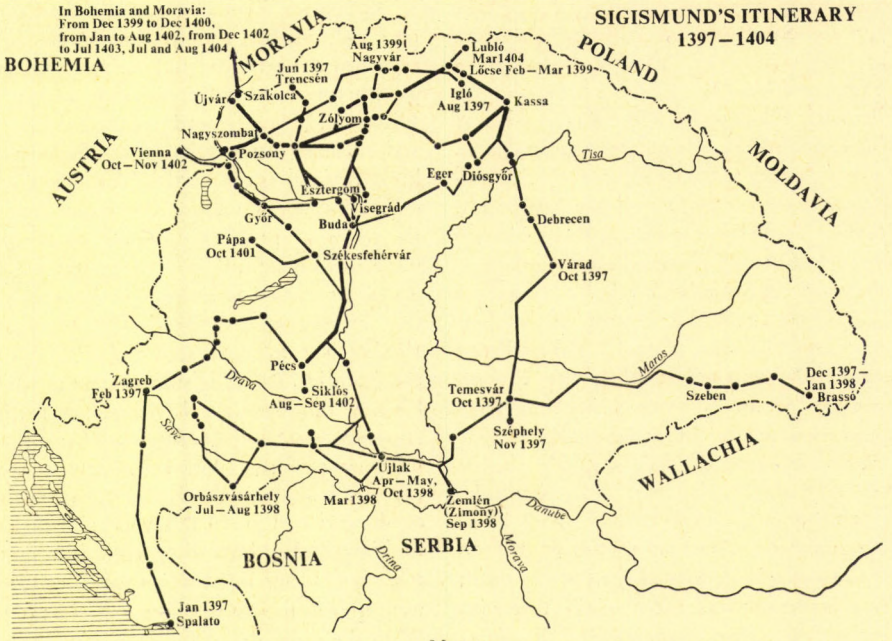 In Bohemia and Moravia:
From Dec 1399 to Dec 1400,
from Jan to Aug 1402, from Dec 1402
to Jul 1403, Jul and Aug 1404
SIGISMUND'S ITINERARY
1397–1404
BOHEMIA
MORAVIA
POLAND
AUSTRIA
MOLDAVIA
WALLACHIA
BOSNIA
SERBIA
Aug 1399
Nagyvár
Lubló
Mar 1404
Lőcse Feb–Mar 1399
Jun 1397
Trencsén
Igló
Aug 1397
Kassa
Újvár
Szakolca
Zólyom
Nagyszombat
Vienna
Oct–Nov 1402
Pozsony
Tisa
Eger
Diósgyőr
Esztergom
Visegrád
Győr
Buda
Debrecen
Pápa
Oct 1401
Székesfehérvár
Várad
Oct 1397
Pécs
Maros
Zagreb
Feb 1397
Drava
Siklós
Aug–Sep 1402
Temesvár
Oct 1397
Szeben
Dec 1397–
Jan 1398
Brassó
Save
Széphely
Nov 1397
Újlak
Apr–May,
Oct 1398
Orbászvásárhely
Jul–Aug 1398
Mar 1398
Zemlén
(Zimony)
Sep 1398
Danube
Drina
Morava
Jan 1397
Spalato